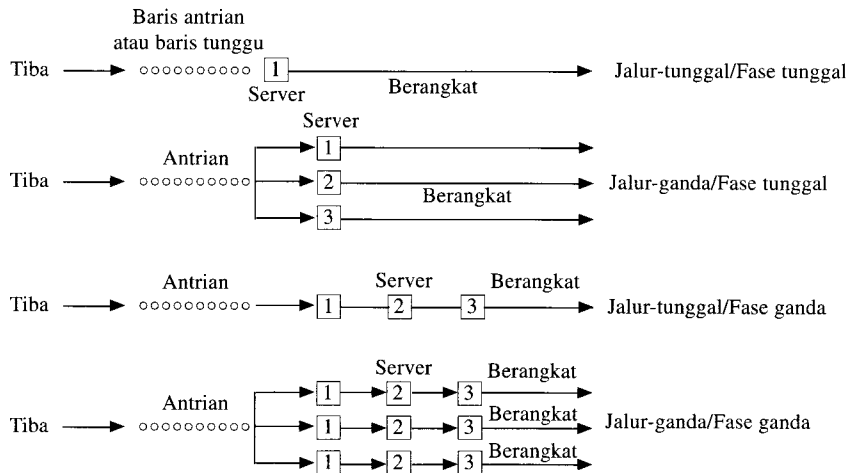 Baris antrian
atau baris tunggu
Tiba
1
Server
Berangkat
Jalur-tunggal/Fase tunggal
Server
Antrian
1
Tiba
2
Berangkat
Jalur-ganda/Fase tunggal
3
Antrian
Server
Berangkat
Tiba
1 2 3
Jalur-tunggal/Fase ganda
Server
Berangkat
Antrian
1 2 3
Berangkat
Tiba
1 2 3
Jalur-ganda/Fase ganda
Berangkat
1 2 3